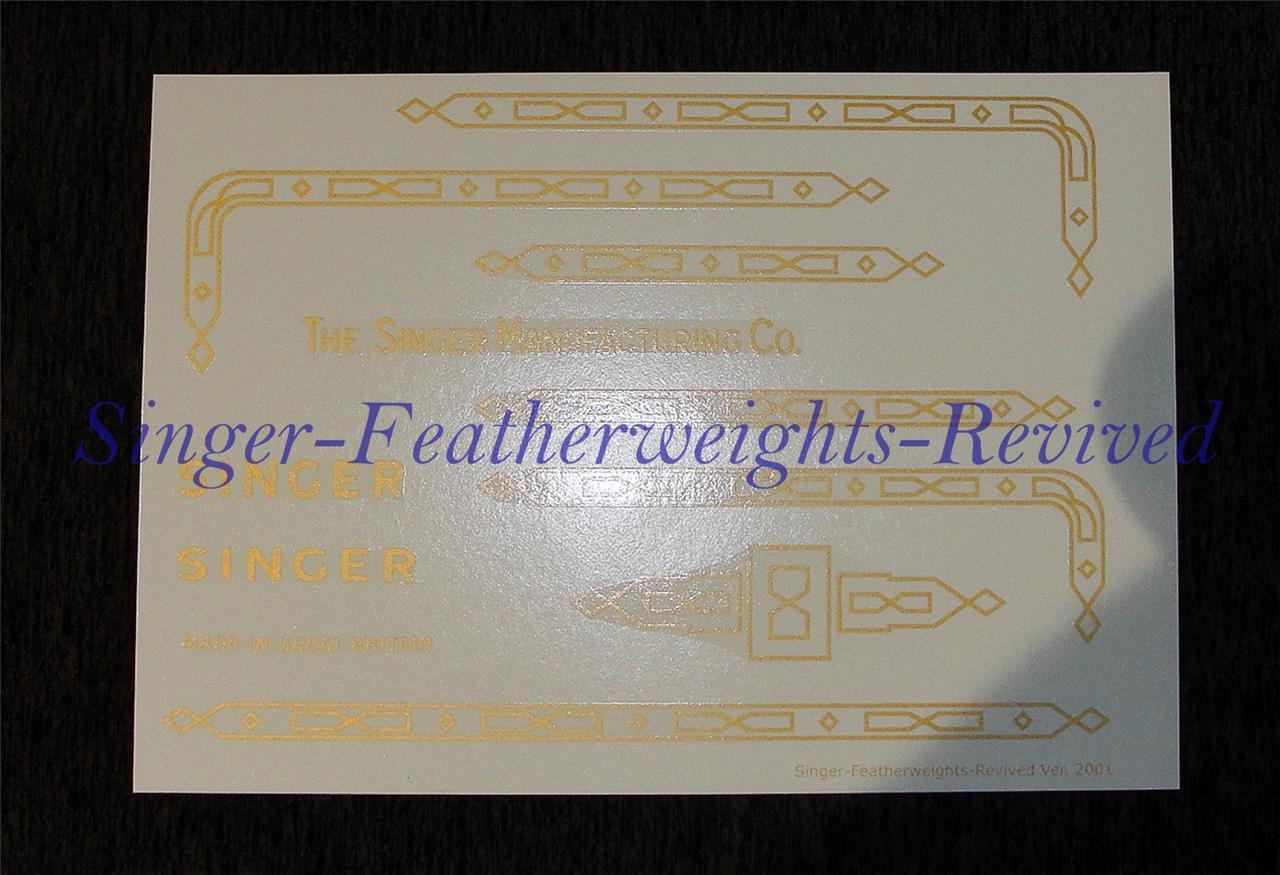 THE SINGER MANUFACTURING CO.
Singer-Featherweights-Revived
SINGER
SINGER
MADE IN GREAT BRITAIN
Singer-Featherweights-Revived Ver. 2001